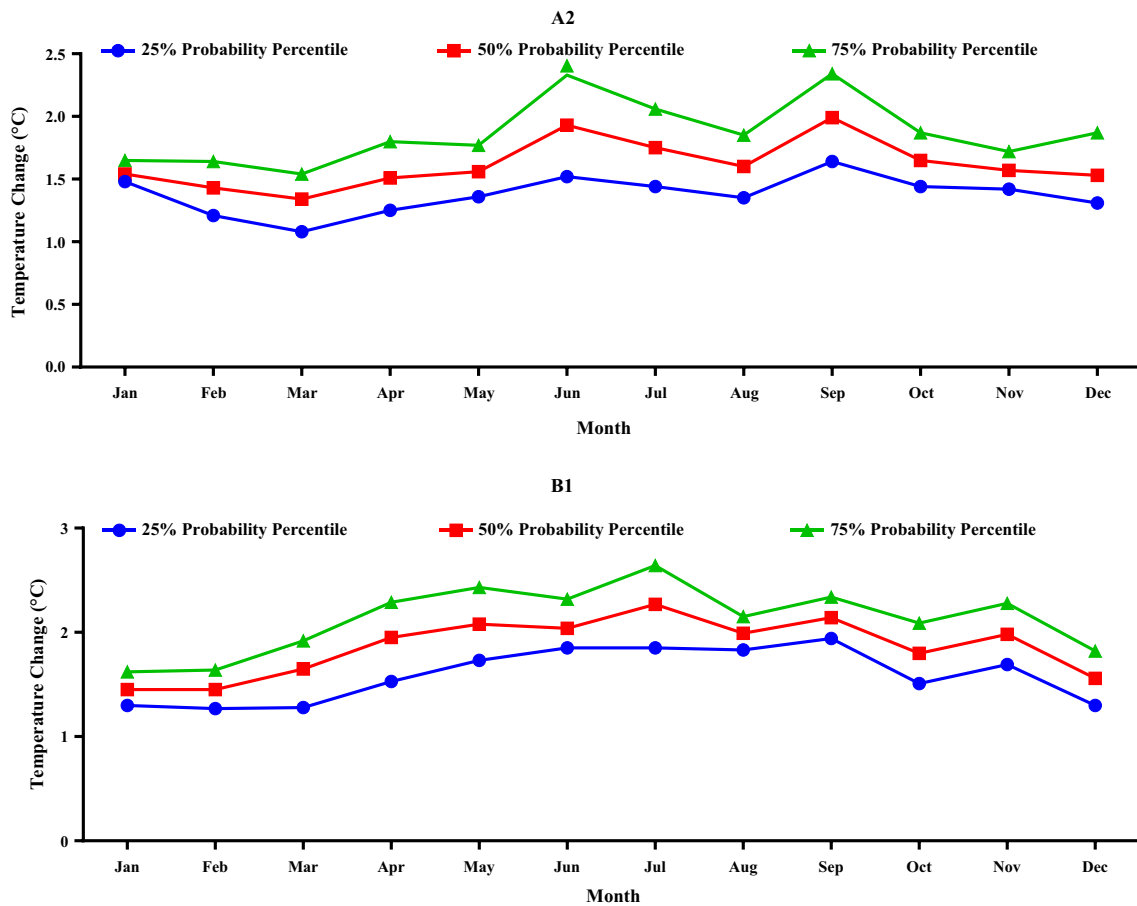 A2
25% Probability Percentile
50% Probability Percentile
75% Probability Percentile
Temperature Change (°C)
2.5
2.0
1.5
1.0
0.5
0.0
Jan Feb Mar Apr May Jun Jul Aug Sep Oct Nov Dec
Month
B1
25% Probability Percentile
50% Probability Percentile
75% Probability Percentile
Temperature Change (°C)
3
2
1
0
Jan Feb Mar Apr May Jun Jul Aug Sep Oct Nov Dec
Month